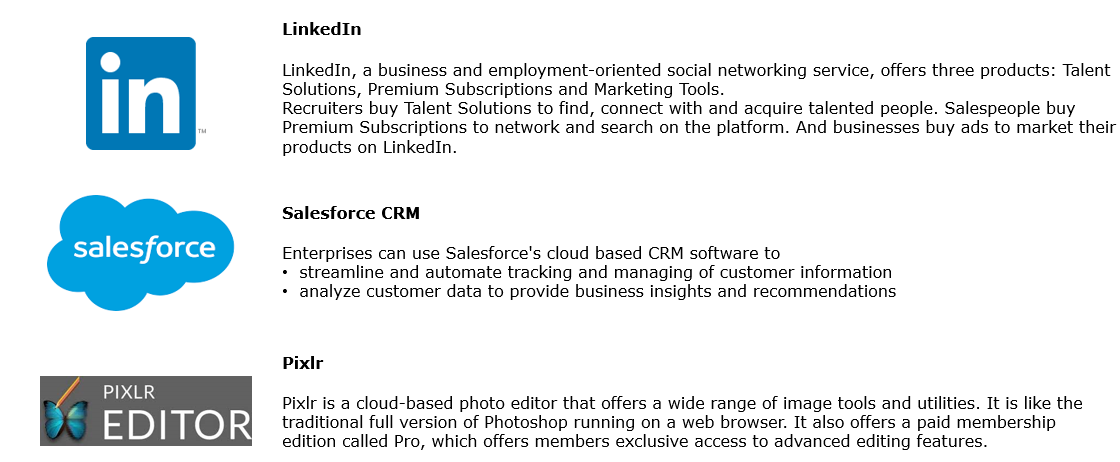 LinkedIn
in
™
LinkedIn, a business and employment-oriented social networking service, offers three products: Talent
Solutions, Premium Subscriptions and Marketing Tools.
Recruiters buy Talent Solutions to find, connect with and acquire talented people. Salespeople buy
Premium Subscriptions to network and search on the platform. And businesses buy ads to market their
products on LinkedIn.
salesforce
Salesforce CRM
Enterprises can use Salesforce's cloud based CRM software to
• streamline and automate tracking and managing of customer information
• analyze customer data to provide business insights and recommendations
PIXLR
EDITOR
Pixlr
Pixlr is a cloud-based photo editor that offers a wide range of image tools and utilities. It is like the
traditional full version of Photoshop running on a web browser. It also offers a paid membership
edition called Pro, which offers members exclusive access to advanced editing features.